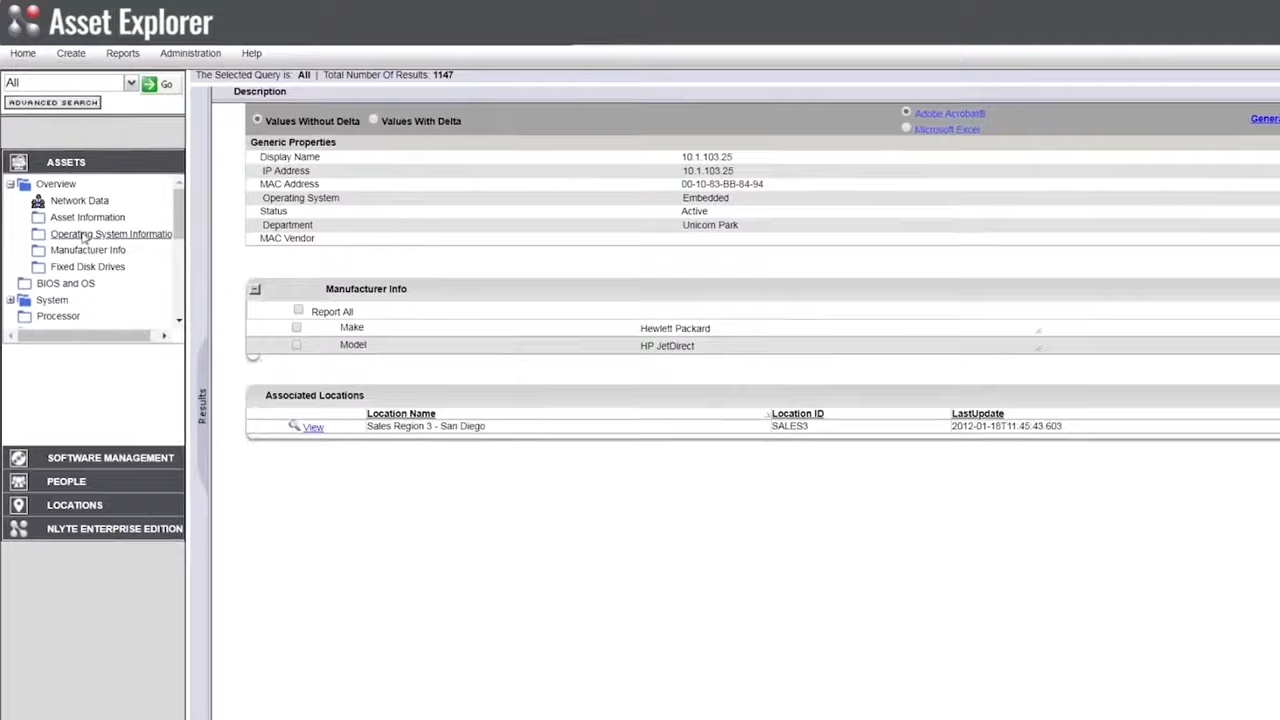 Asset Explorer
Home Create Reports Administration Help
All Go
ADVANCED SEARCH
The Selected Query is: All | Total Number Of Results: 1147
Description
Values Without Delta Values With Delta
Adobe Acrobat®
Microsoft Excel
Gener
Generic Properties
Display Name 10.1.103.25
IP Address 10.1.103.25
MAC Address 00-10-83-BB-84-94
Operating System Embedded
Status Active
Department Unicorn Park
MAC Vendor
ASSETS
Overview
Network Data
Asset Information
Operating System Informatio
Manufacturer Info
Fixed Disk Drives
BIOS and OS
System
Processor
Manufacturer Info
Report All
Make Hewlett Packard
Model HP JetDirect
Results
Associated Locations
Location Name Location ID LastUpdate
View Sales Region 3 - San Diego SALES3 2012-01-18T11:45:43.603
SOFTWARE MANAGEMENT
PEOPLE
LOCATIONS
NLYTE ENTERPRISE EDITION